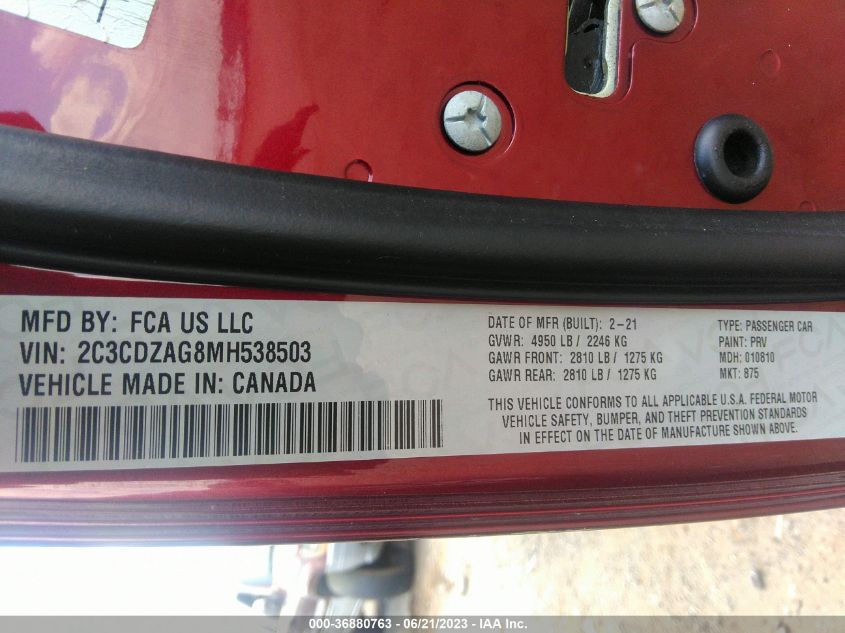 MFD BY: FCA US LLC
VIN: 2C3CDZAG8MH538503
VEHICLE MADE IN: CANADA
DATE OF MFR (BUILT): 2-21
GVWR: 4950 LB / 2246 KG
GAWR FRONT: 2810 LB / 1275 KG
GAWR REAR: 2810 LB / 1275 KG
TYPE: PASSENGER CAR
PAINT: PRV
MDH: 010810
MKT: 875
THIS VEHICLE CONFORMS TO ALL APPLICABLE U.S.A. FEDERAL MOTOR
VEHICLE SAFETY, BUMPER, AND THEFT PREVENTION STANDARDS
IN EFFECT ON THE DATE OF MANUFACTURE SHOWN ABOVE.
000-36880763 - 06/21/2023 - IAA Inc.